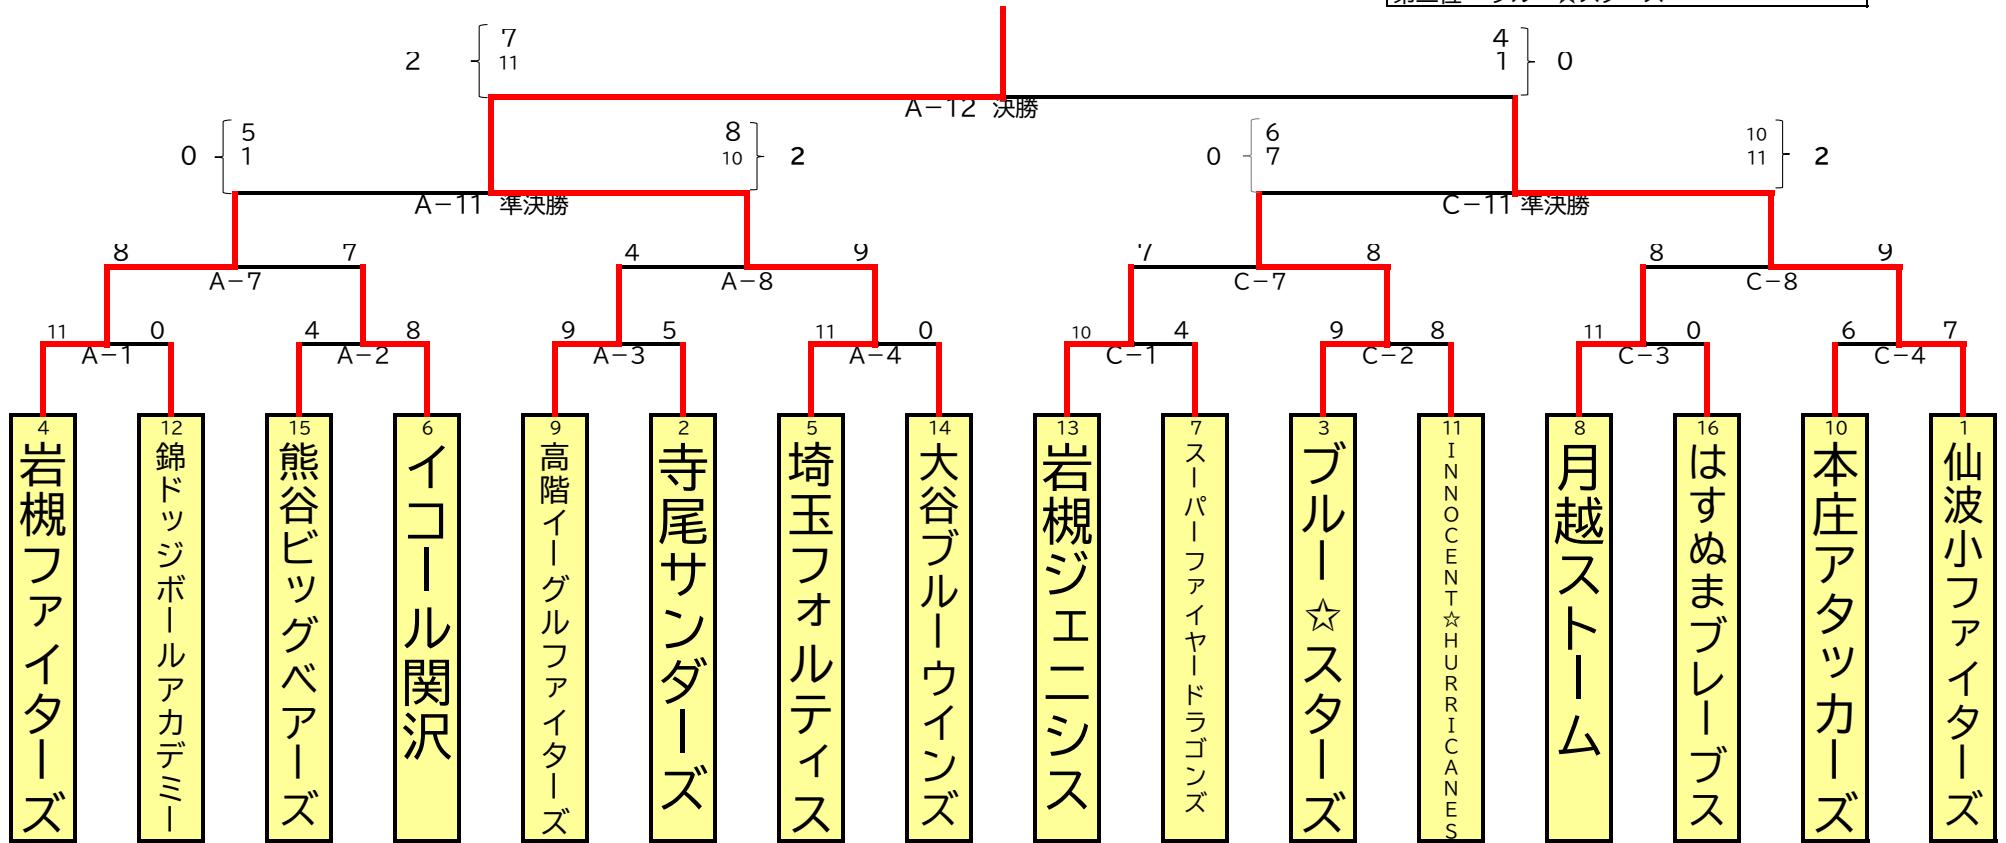 7
11
2
4
1
0
A－12 決勝
5
1
0
8
10
2
6
7
0
10
11
2
A－11 準決勝
C－11 準決勝
8 7
A－7
4 9
A－8
7 8
C－7
8 9
C－8
11 0
A－1
4 8
A－2
9 5
A－3
11 0
A－4
10 4
C－1
9 8
C－2
11 0
C－3
6 7
C－4
4
岩槻ファイターズ
12
錦ドッジボールアカデミー
15
熊谷ビッグベアーズ
6
イコール関沢
9
高階イーグルファイターズ
2
寺尾サンダーズ
5
埼玉フォルティス
14
大谷ブルーウインズ
13
岩槻ジェニシス
7
スーパーファイヤードラゴンズ
3
ブルー☆スターズ
11
INNOCENT☆HURRICANES
8
月越ストーム
16
はすぬまブレーブス
10
本庄アタッカーズ
1
仙波小ファイターズ